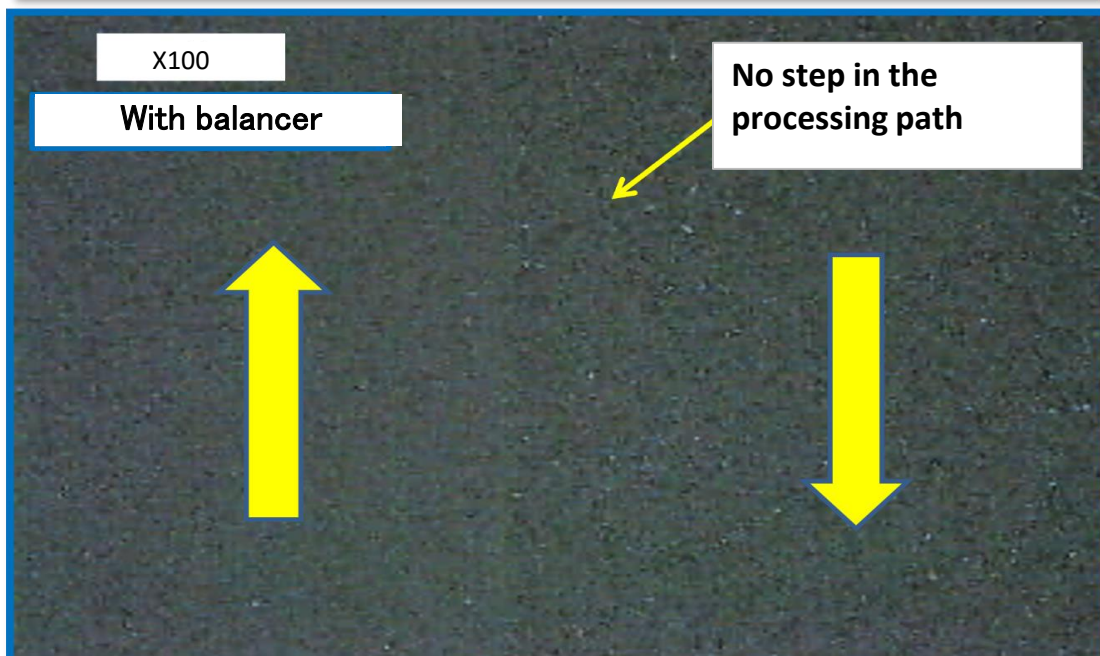 X100
With balancer
No step in the
processing path